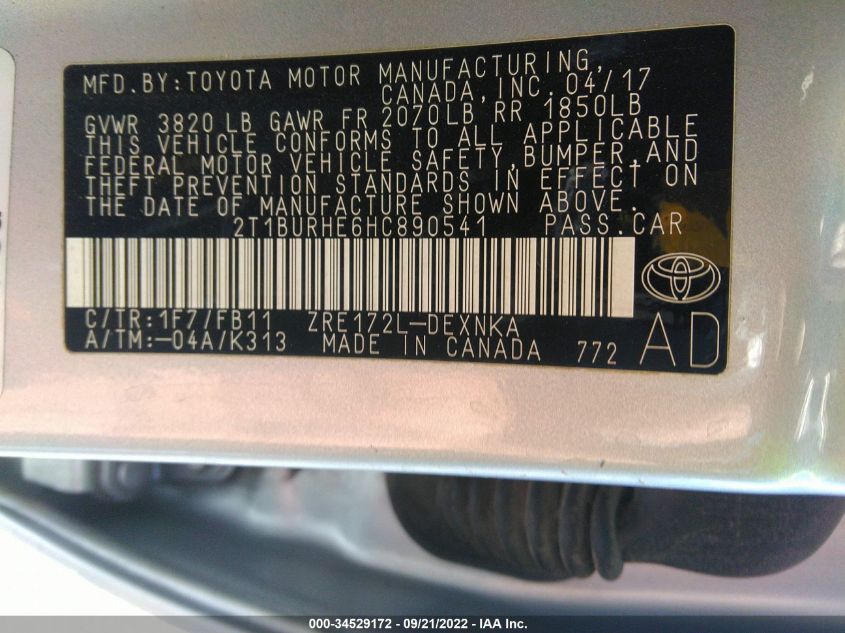 MFD.BY:TOYOTA MOTOR MANUFACTURING,
CANADA,INC. 04/17
GVWR 3820 LB GAWR FR 2070LB RR 1850LB
THIS VEHICLE CONFORMS TO ALL APPLICABLE
FEDERAL MOTOR VEHICLE SAFETY,BUMPER,AND
THEFT PREVENTION STANDARDS IN EFFECT ON
THE DATE OF MANUFACTURE SHOWN ABOVE.
2T1BURHE6HC890541 PASS.CAR
C/TR:1F7/FB11 ZRE172L-DEXNKA
A/TM:-04A/K313 MADE IN CANADA 772
AD
000-34529172 / 09/21/2022 - IAA Inc.